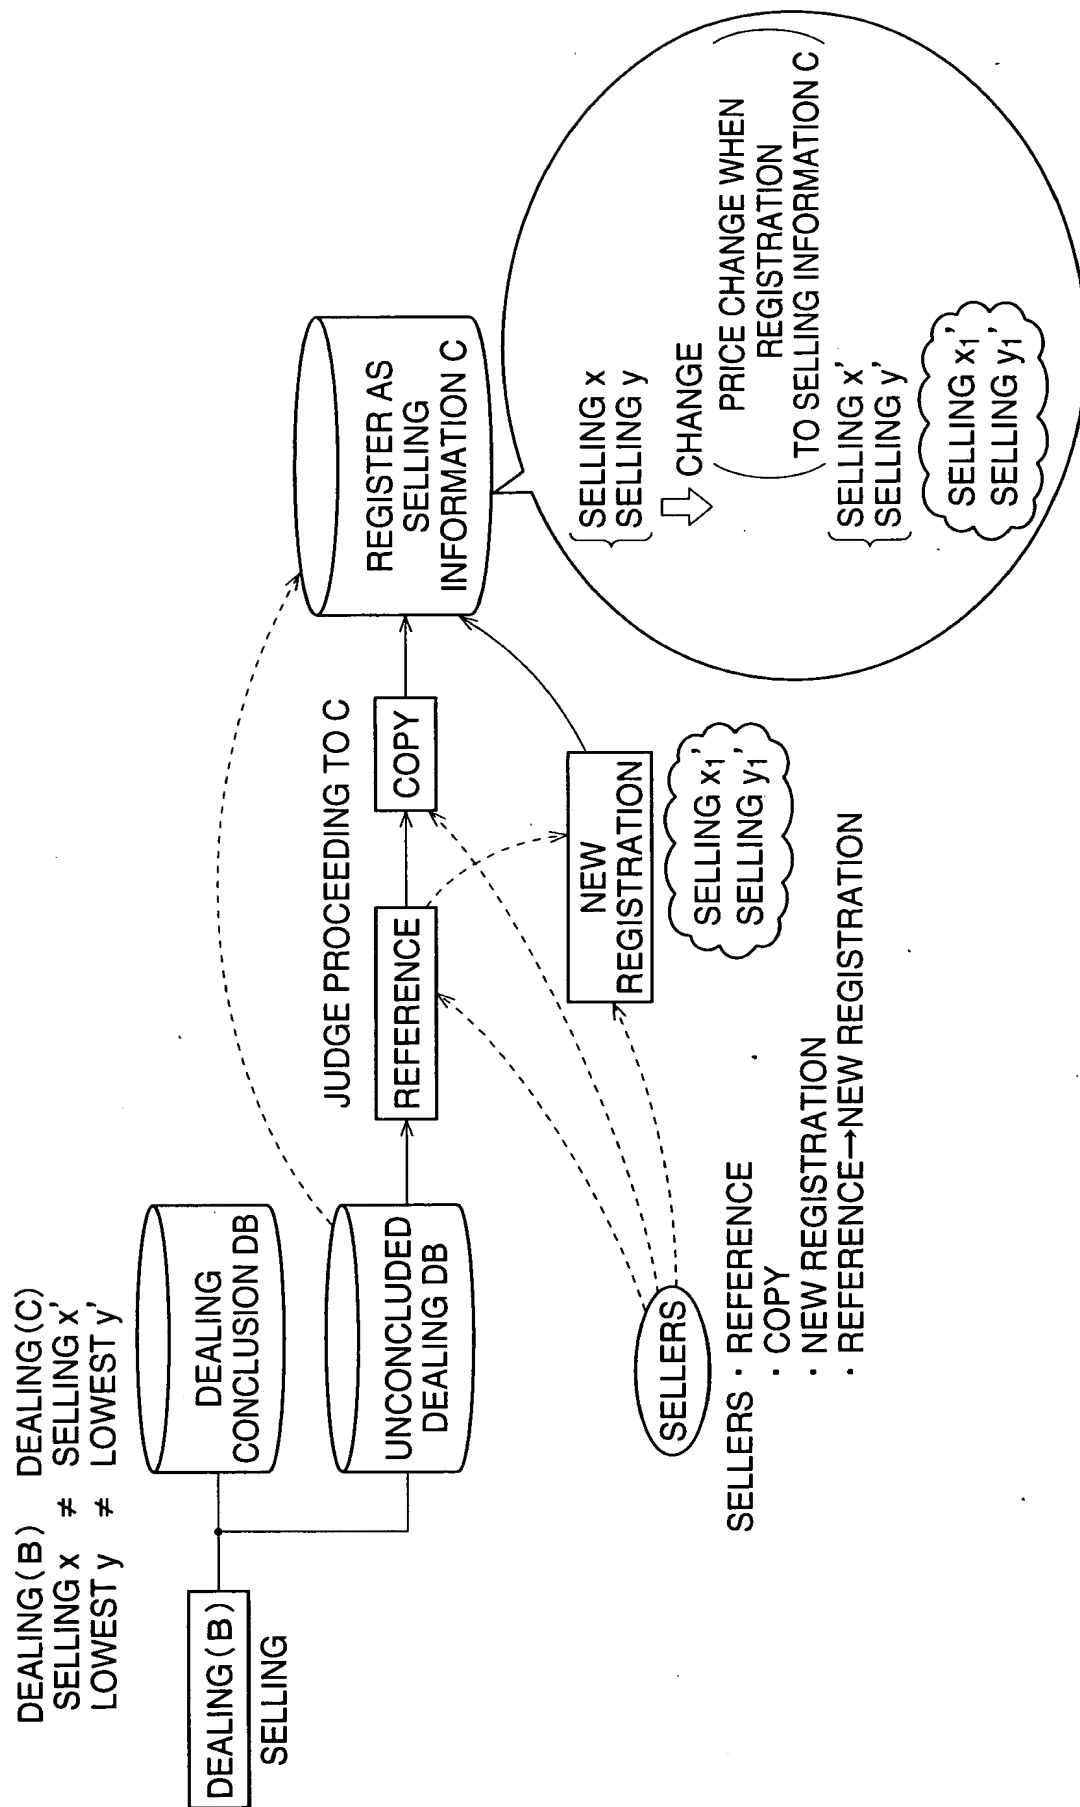 DEALING(B) DEALING(C)
SELLING x ≠ SELLING x'
LOWEST y ≠ LOWEST y'
DEALING(B)
SELLING
DEALING
CONCLUSION DB
UNCONCLUDED
DEALING DB
JUDGE PROCEEDING TO C
REFERENCE
COPY
REGISTER AS
SELLING
INFORMATION C
NEW
REGISTRATION
SELLING x1'
SELLING y1'
SELLERS
SELLERS · REFERENCE
· COPY
· NEW REGISTRATION
· REFERENCE→NEW REGISTRATION
SELLING x
SELLING y
CHANGE
PRICE CHANGE WHEN
REGISTRATION
TO SELLING INFORMATION C
SELLING x'
SELLING y'
SELLING x1'
SELLING y1'